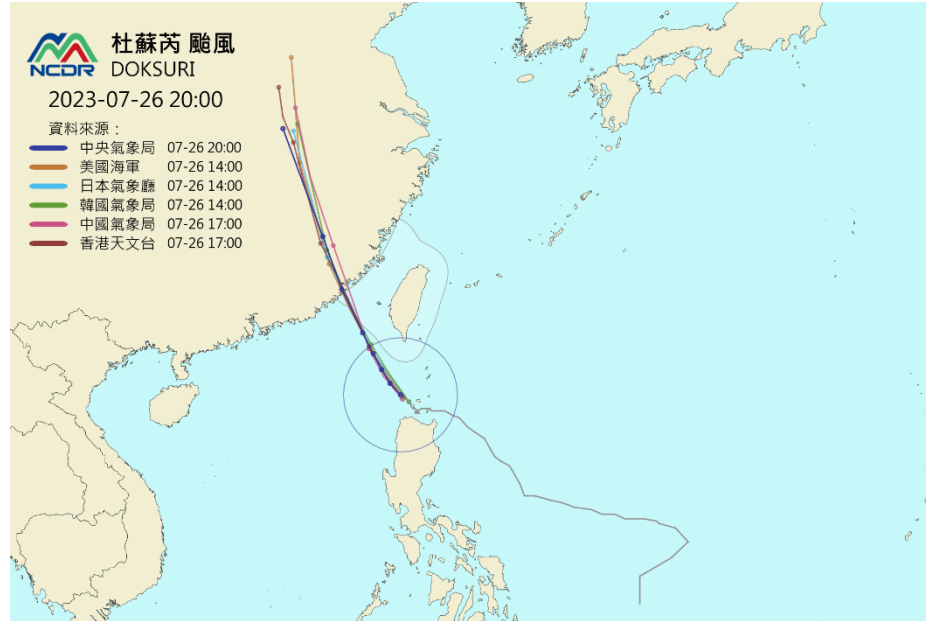 NCDR
杜蘇芮 颱風
DOKSURI
2023-07-26 20:00
資料來源：
中央氣象局 07-26 20:00
美國海軍 07-26 14:00
日本氣象廳 07-26 14:00
韓國氣象局 07-26 14:00
中國氣象局 07-26 17:00
香港天文台 07-26 17:00